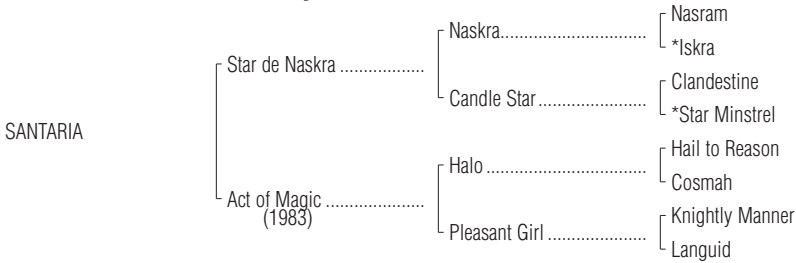 Nasram
Naskra..............................
*Iskra
Star de Naskra ..................
Clandestine
Candle Star.......................
*Star Minstrel
SANTARIA
Hail to Reason
Halo .................................
Cosmah
Act of Magic .....................
(1983)
Knightly Manner
Pleasant Girl.....................
Languid